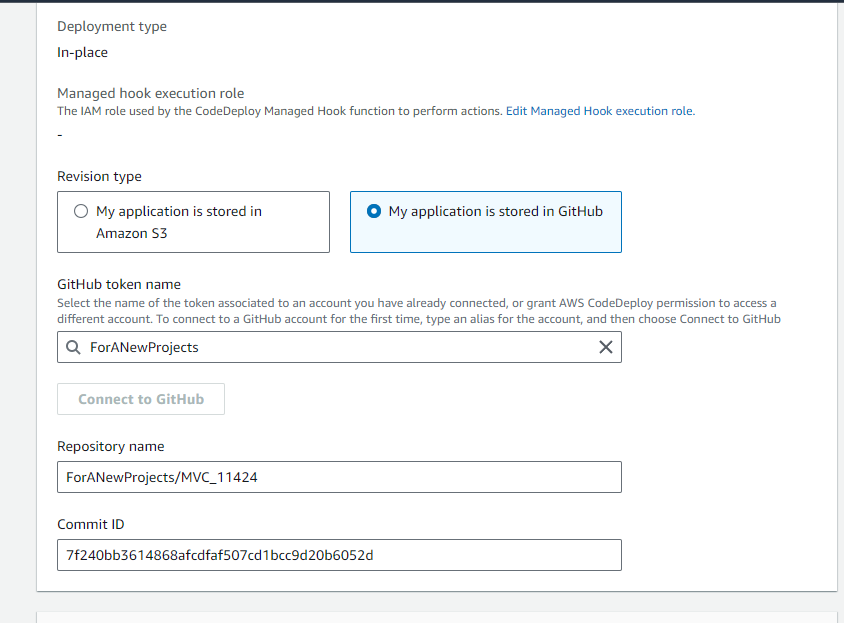 Deployment type
In-place
Managed hook execution role
The IAM role used by the CodeDeploy Managed Hook function to perform actions. Edit Managed Hook execution role.
-
Revision type
My application is stored in
Amazon S3
My application is stored in GitHub
GitHub token name
Select the name of the token associated to an account you have already connected, or grant AWS CodeDeploy permission to access a
different account. To connect to a GitHub account for the first time, type an alias for the account, and then choose Connect to GitHub
ForANewProjects
Connect to GitHub
Repository name
ForANewProjects/MVC_11424
Commit ID
7f240bb3614868afcdfaf507cd1bcc9d20b6052d